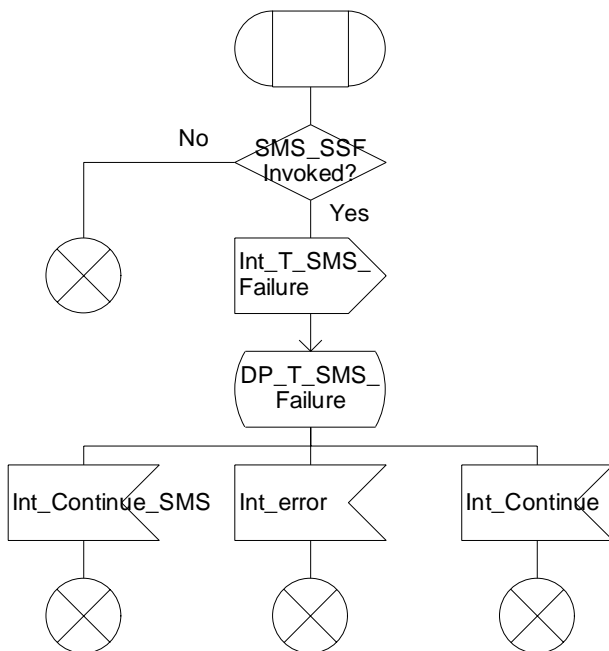 No
SMS_SSF
Invoked?
Yes
Int_T_SMS_
Failure
DP_T_SMS_
Failure
Int_Continue_SMS
Int_error
Int_Continue